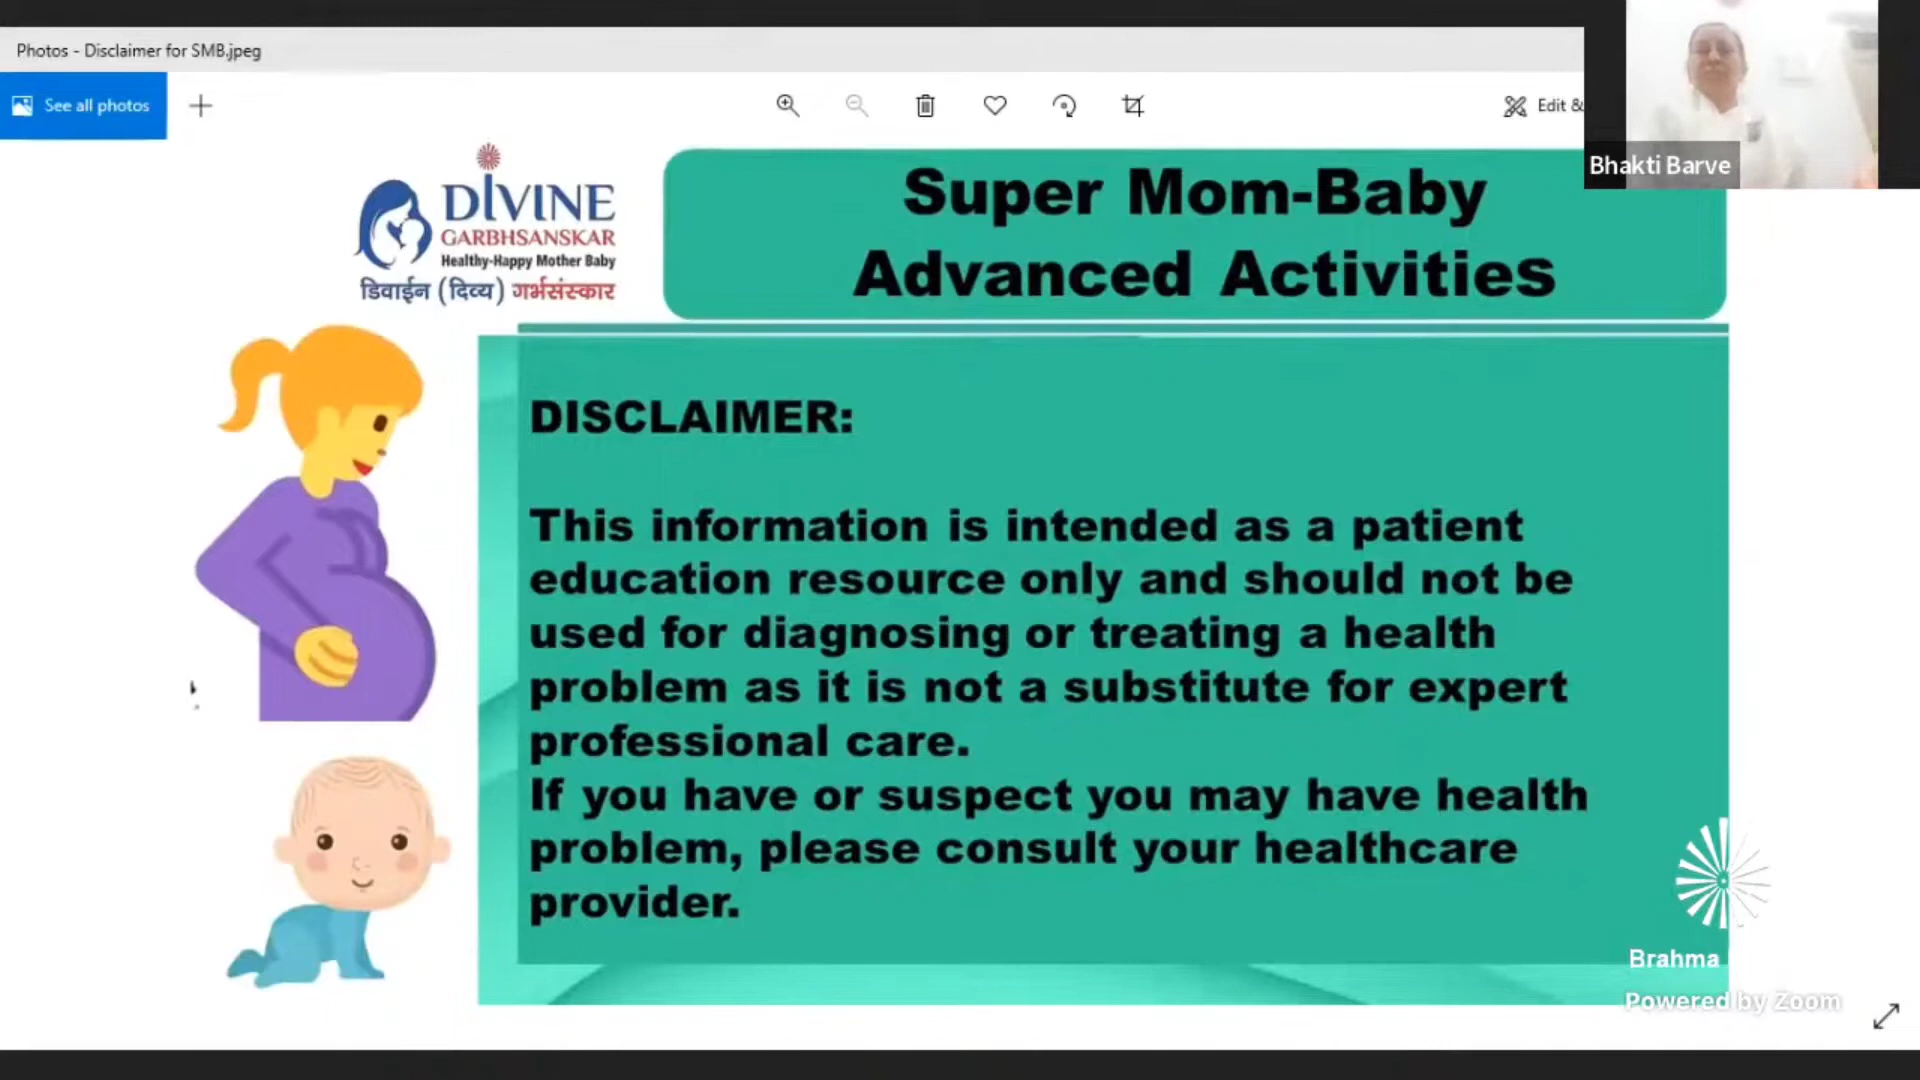 Photos - Disclaimer for SMB.jpeg
See all photos
Edit &
Bhakti Barve
DIVINE
GARBHSANSKAR
Healthy-Happy Mother Baby
डिवाईन (दिव्य) गर्भसंस्कार
Super Mom-Baby
Advanced Activities
DISCLAIMER:
This information is intended as a patient
education resource only and should not be
used for diagnosing or treating a health
problem as it is not a substitute for expert
professional care.
If you have or suspect you may have health
problem, please consult your healthcare
provider.
Brahma
Powered by Zoom